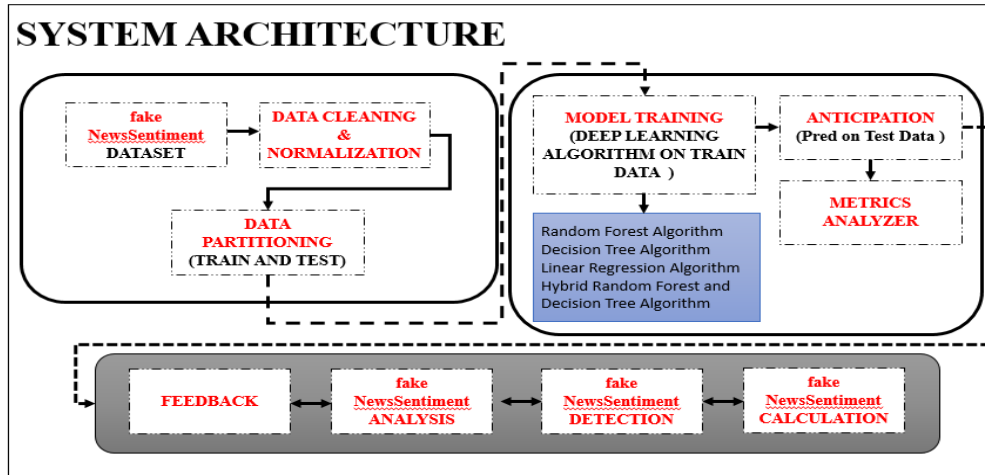 SYSTEM ARCHITECTURE
fake
NewsSentiment
DATASET
DATA CLEANING
&
NORMALIZATION
DATA
PARTITIONING
(TRAIN AND TEST)
MODEL TRAINING
(DEEP LEARNING
ALGORITHM ON TRAIN
DATA )
ANTICIPATION
(Pred on Test Data )
METRICS
ANALYZER
Random Forest Algorithm
Decision Tree Algorithm
Linear Regression Algorithm
Hybrid Random Forest and
Decision Tree Algorithm
FEEDBACK
fake
NewsSentiment
ANALYSIS
fake
NewsSentiment
DETECTION
fake
NewsSentiment
CALCULATION